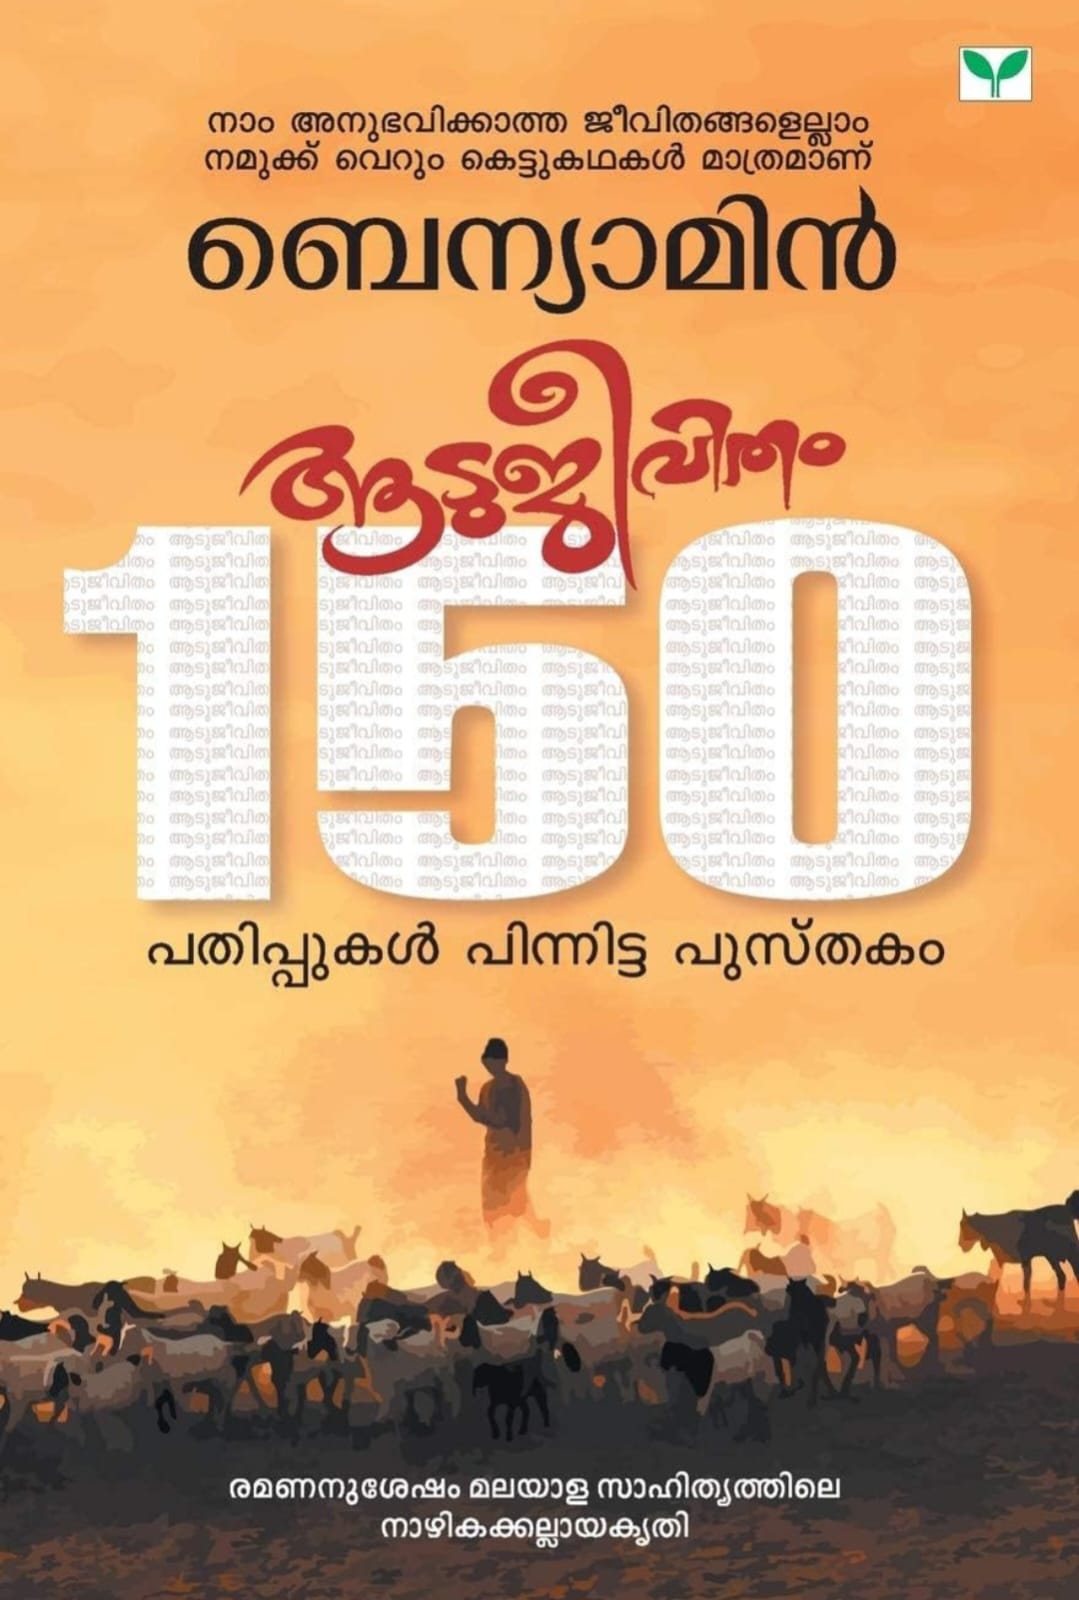 നാം അനുഭവിക്കാത്ത ജീവിതങ്ങളെല്ലാം
നമുക്ക് വെറും കെട്ടുകഥകൾ മാത്രമാണ്
ബെന്യാമിൻ
ആടുജീവിതം
150
പതിപ്പുകൾ പിന്നിട്ട പുസ്തകം
രമണനുശേഷം മലയാള സാഹിത്യത്തിലെ
നാഴികക്കല്ലായകൃതി